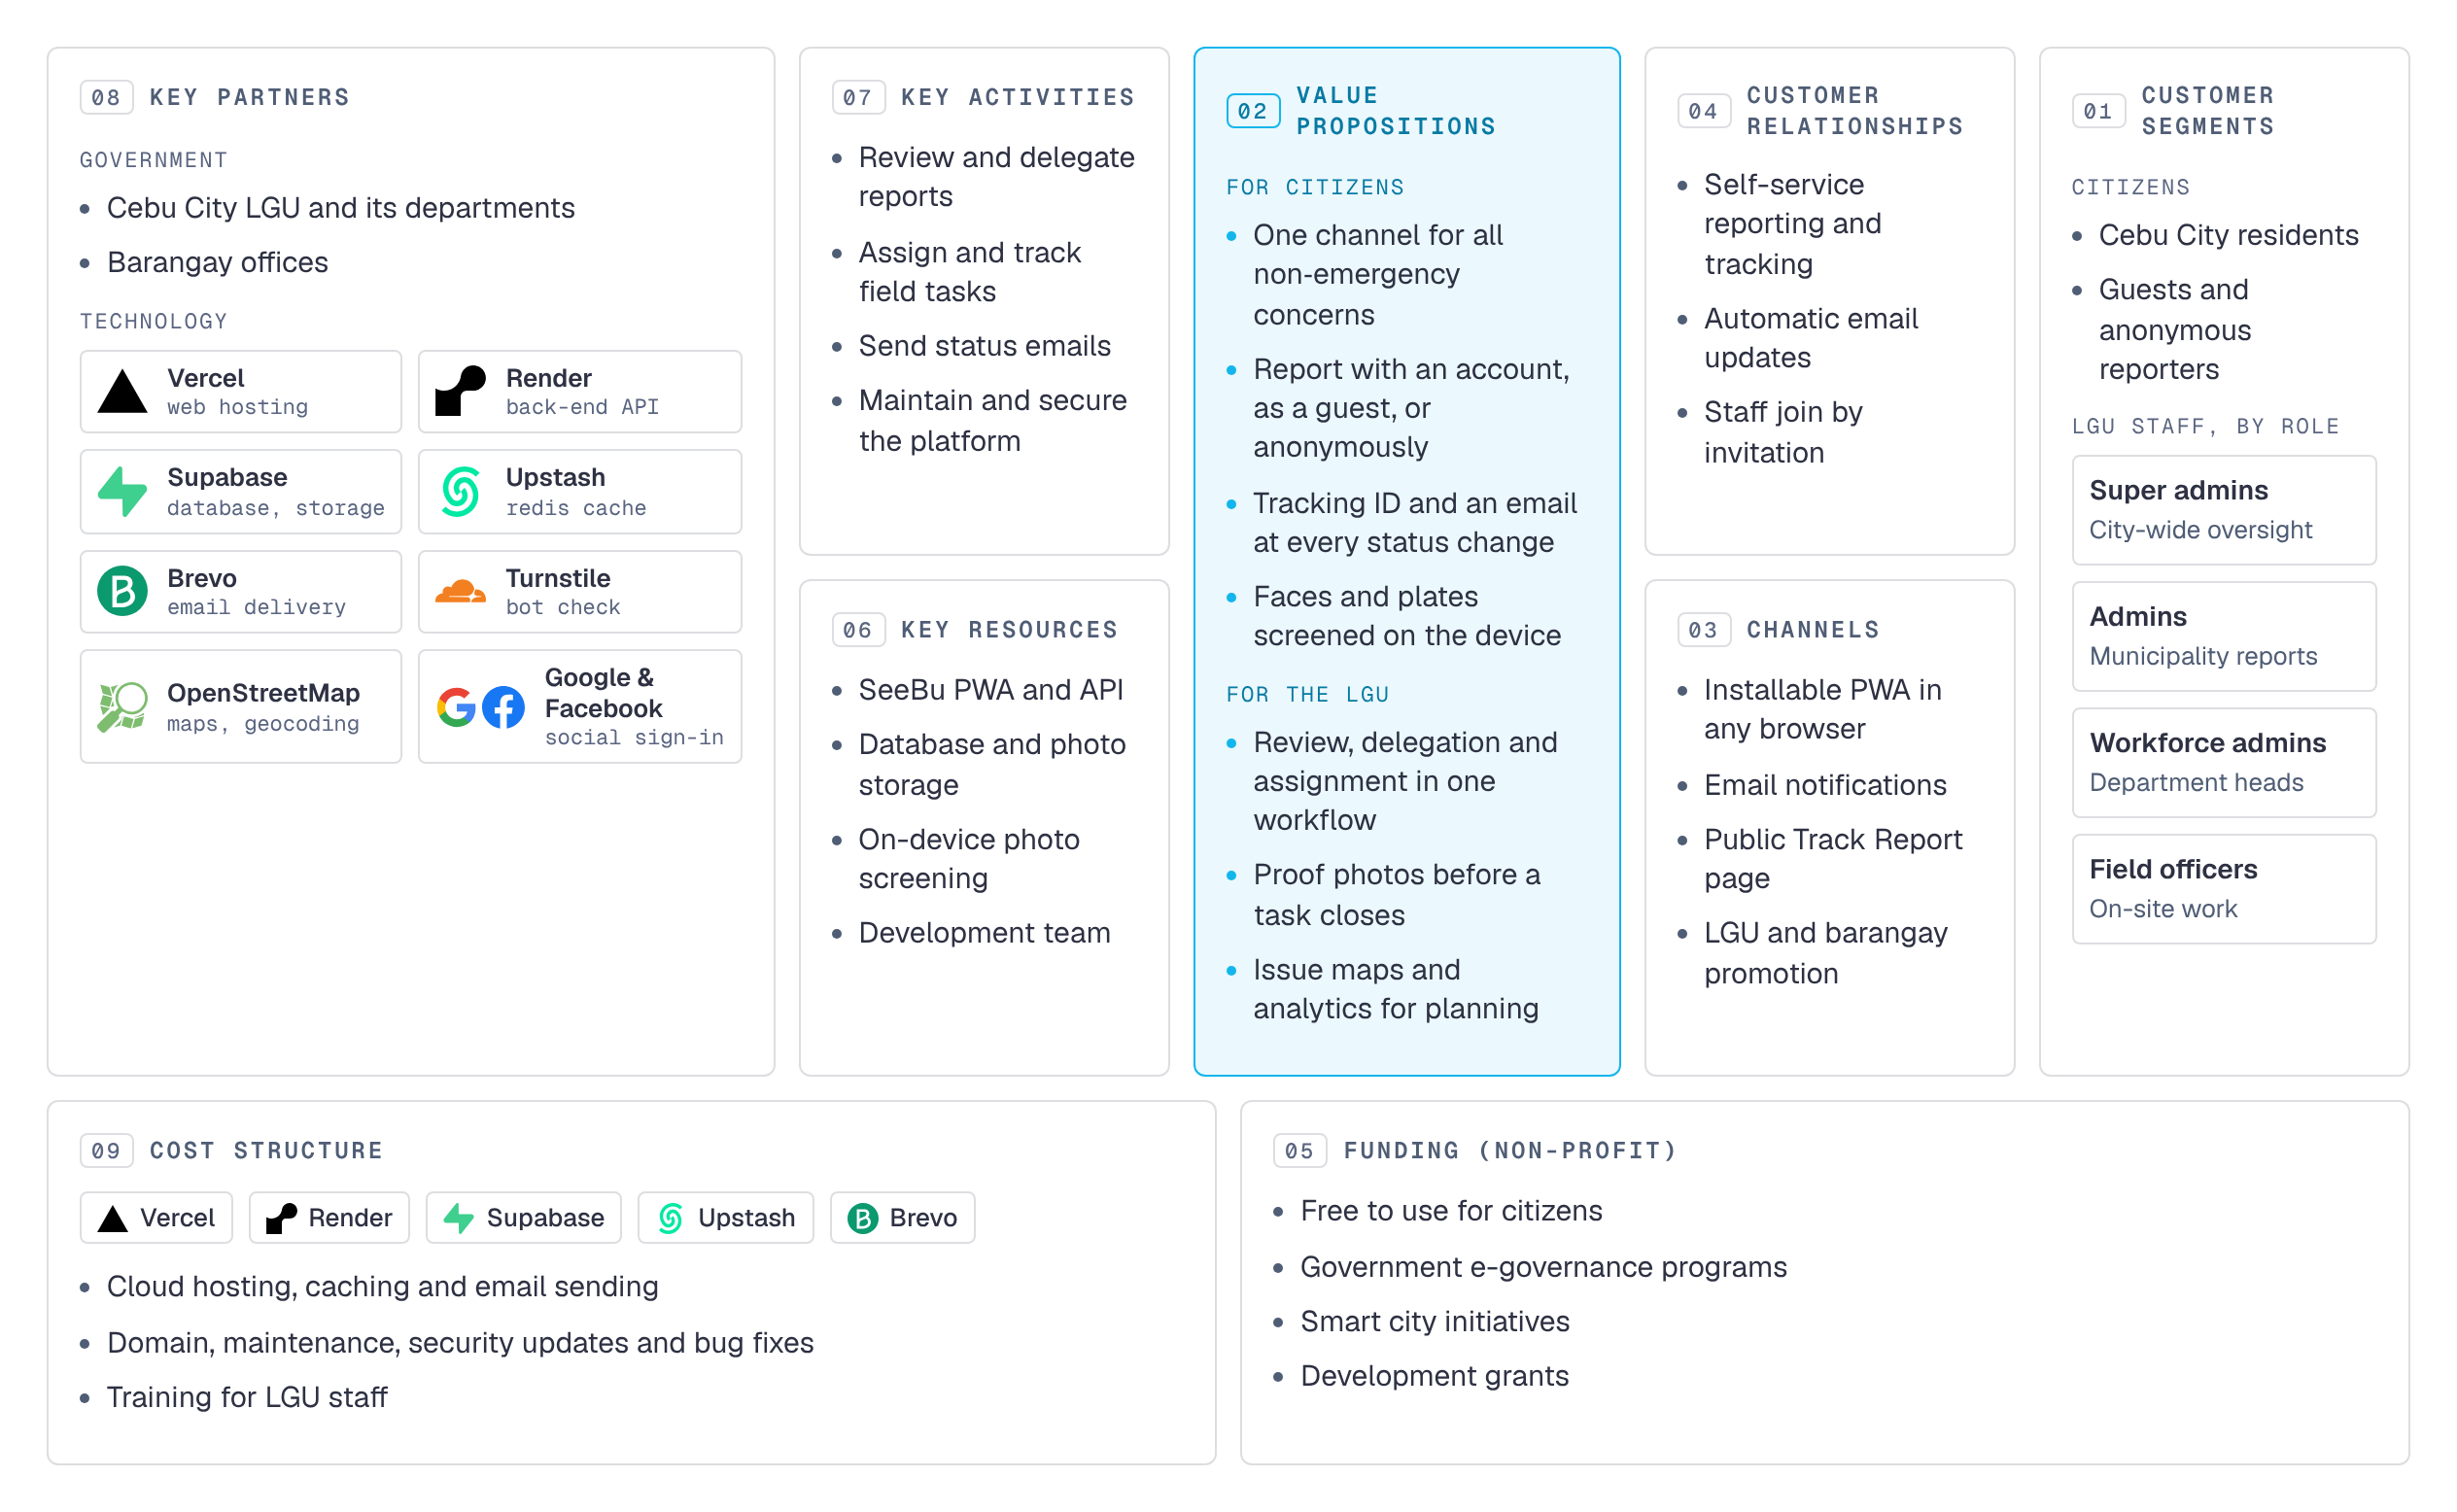 08 KEY PARTNERS
GOVERNMENT
• Cebu City LGU and its departments
• Barangay offices
TECHNOLOGY
Vercel
web hosting
Render
back-end API
Supabase
database, storage
Upstash
redis cache
Brevo
email delivery
Turnstile
bot check
OpenStreetMap
maps, geocoding
Google &
Facebook
social sign-in
07 KEY ACTIVITIES
• Review and delegate
reports
• Assign and track
field tasks
• Send status emails
• Maintain and secure
the platform
06 KEY RESOURCES
• SeeBu PWA and API
• Database and photo
storage
• On-device photo
screening
• Development team
02 VALUE
PROPOSITIONS
FOR CITIZENS
• One channel for all
non-emergency
concerns
• Report with an account,
as a guest, or
anonymously
• Tracking ID and an email
at every status change
• Faces and plates
screened on the device
FOR THE LGU
• Review, delegation and
assignment in one
workflow
• Proof photos before a
task closes
• Issue maps and
analytics for planning
04 CUSTOMER
RELATIONSHIPS
• Self-service
reporting and
tracking
• Automatic email
updates
• Staff join by
invitation
03 CHANNELS
• Installable PWA in
any browser
• Email notifications
• Public Track Report
page
• LGU and barangay
promotion
01 CUSTOMER
SEGMENTS
CITIZENS
• Cebu City residents
• Guests and
anonymous
reporters
LGU STAFF, BY ROLE
Super admins
City-wide oversight
Admins
Municipality reports
Workforce admins
Department heads
Field officers
On-site work
09 COST STRUCTURE
Vercel Render Supabase Upstash Brevo
• Cloud hosting, caching and email sending
• Domain, maintenance, security updates and bug fixes
• Training for LGU staff
05 FUNDING (NON-PROFIT)
• Free to use for citizens
• Government e-governance programs
• Smart city initiatives
• Development grants